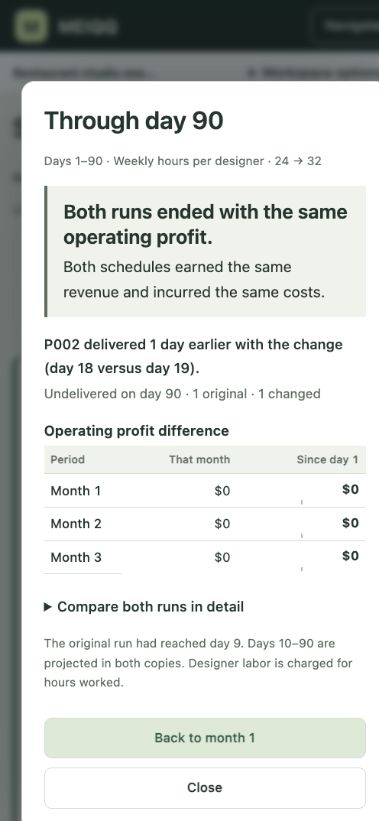 MEIQQ
Through day 90
Days 1–90 · Weekly hours per designer · 24 → 32
Both runs ended with the same
operating profit.
Both schedules earned the same
revenue and incurred the same costs.
P002 delivered 1 day earlier with the change
(day 18 versus day 19).
Undelivered on day 90 · 1 original · 1 changed
Operating profit difference
Period That month Since day 1
Month 1 $0 $0
Month 2 $0 $0
Month 3 $0 $0
▶ Compare both runs in detail
The original run had reached day 9. Days 10–90 are
projected in both copies. Designer labor is charged for
hours worked.
Back to month 1
Close